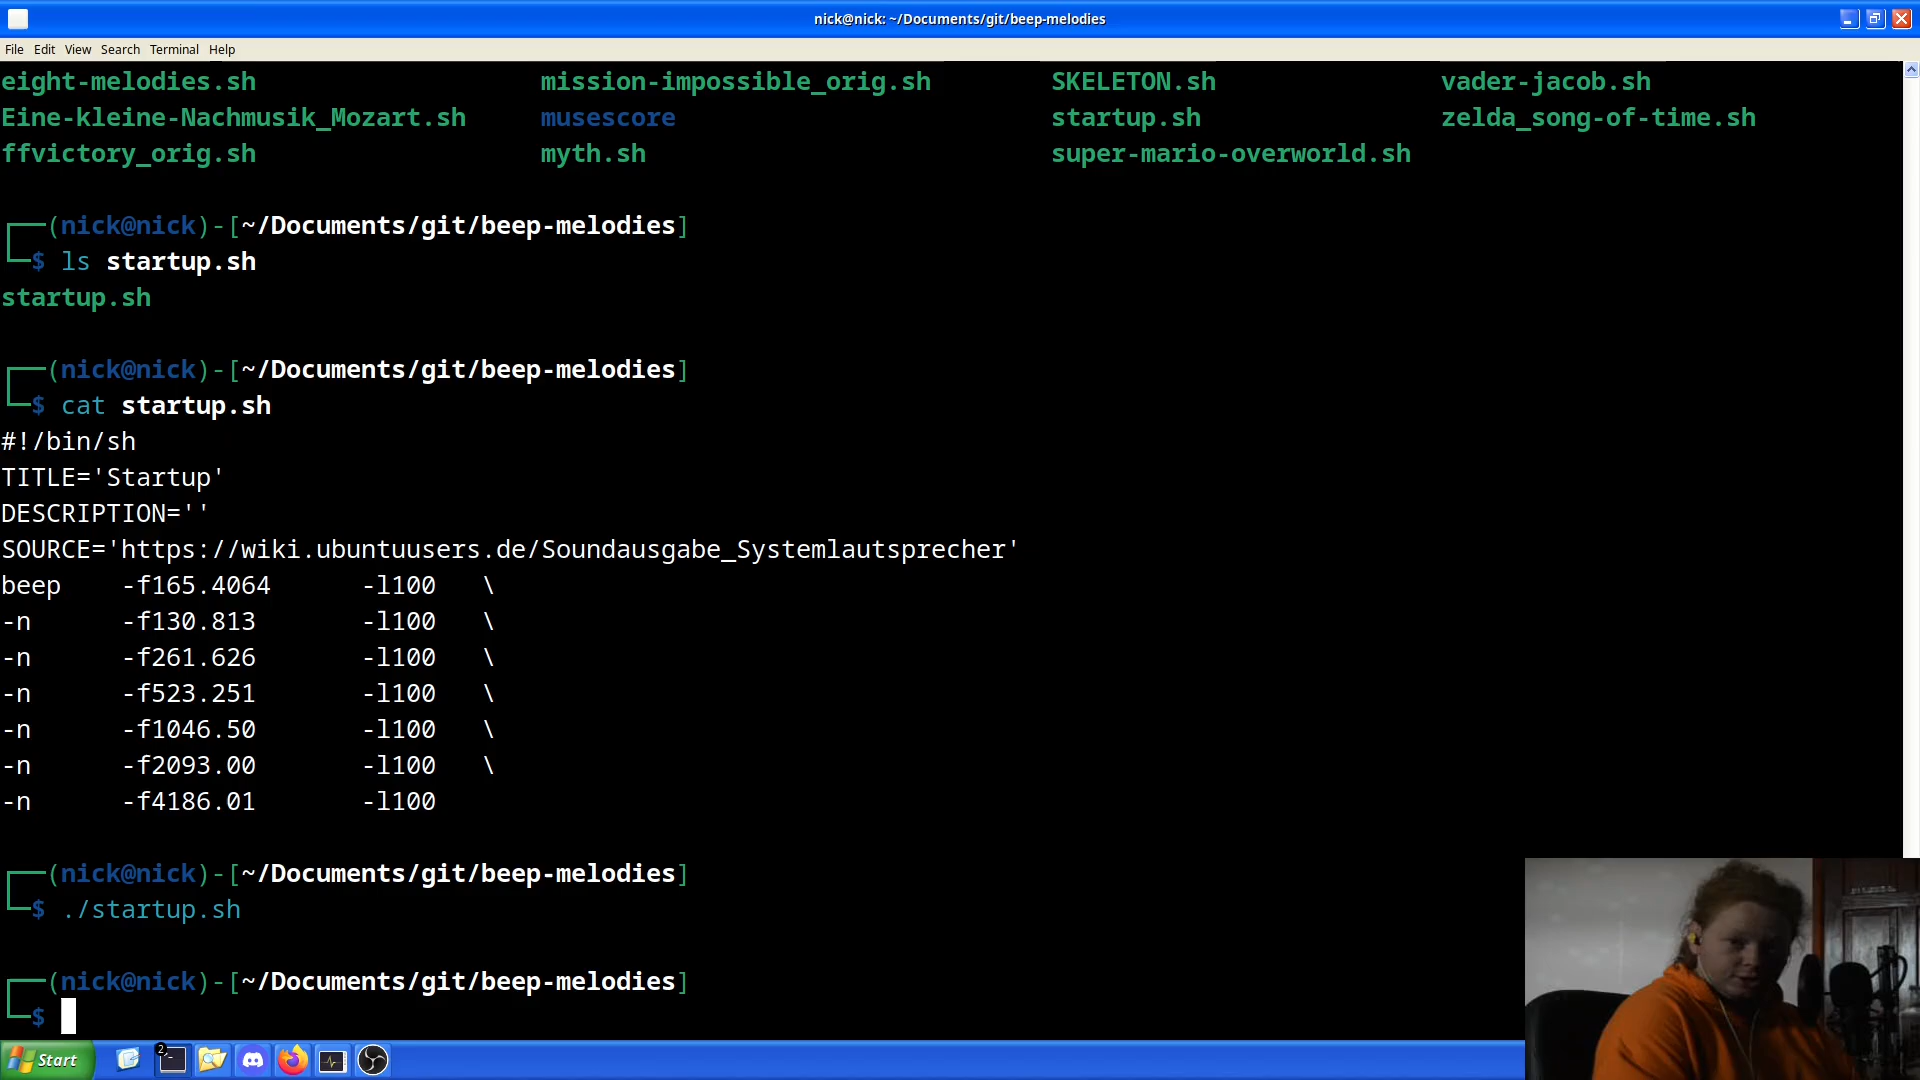 nick@nick: ~/Documents/git/beep-melodies
File Edit View Search Terminal Help
eight-melodies.sh mission-impossible_orig.sh SKELETON.sh vader-jacob.sh
Eine-kleine-Nachmusik_Mozart.sh musescore startup.sh zelda_song-of-time.sh
ffvictory_orig.sh myth.sh super-mario-overworld.sh
(nick@nick)-[~/Documents/git/beep-melodies]
$ ls startup.sh
startup.sh
(nick@nick)-[~/Documents/git/beep-melodies]
$ cat startup.sh
#!/bin/sh
TITLE='Startup'
DESCRIPTION=''
SOURCE='https://wiki.ubuntuusers.de/Soundausgabe_Systemlautsprecher'
beep -f165.4064 -l100 \
-n -f130.813 -l100 \
-n -f261.626 -l100 \
-n -f523.251 -l100 \
-n -f1046.50 -l100 \
-n -f2093.00 -l100 \
-n -f4186.01 -l100
(nick@nick)-[~/Documents/git/beep-melodies]
$ ./startup.sh
(nick@nick)-[~/Documents/git/beep-melodies]
$
Start 2